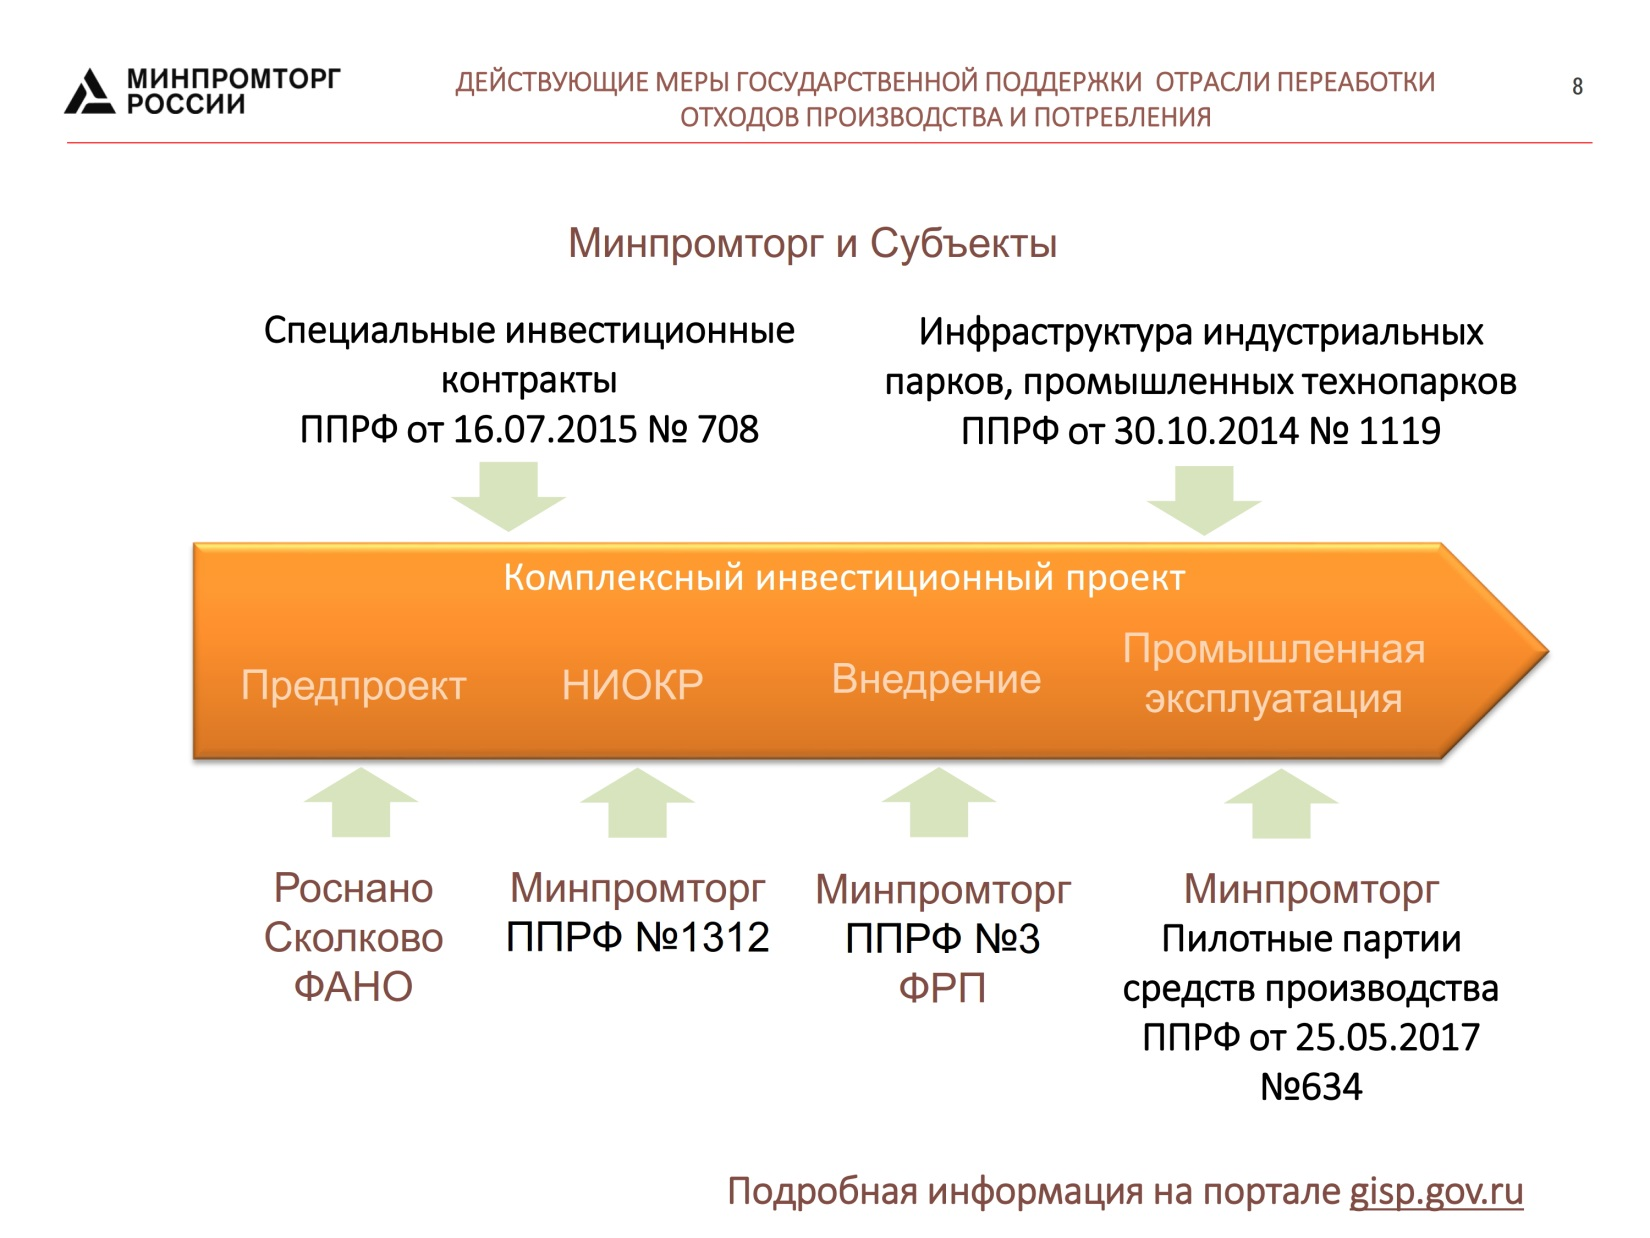 МИНПРОМТОРГ
РОССИИ
ДЕЙСТВУЮЩИЕ МЕРЫ ГОСУДАРСТВЕННОЙ ПОДДЕРЖКИ ОТРАСЛИ ПЕРЕАБОТКИ
ОТХОДОВ ПРОИЗВОДСТВА И ПОТРЕБЛЕНИЯ
8
Минпромторг и Субъекты
Специальные инвестиционные
контракты
ППРФ от 16.07.2015 № 708
Инфраструктура индустриальных
парков, промышленных технопарков
ППРФ от 30.10.2014 № 1119
Комплексный инвестиционный проект
Предпроект
НИОКР
Внедрение
Промышленная
эксплуатация
Роснано
Сколково
ФАНО
Минпромторг
ППРФ №1312
Минпромторг
ППРФ №3
ФРП
Минпромторг
Пилотные партии
средств производства
ППРФ от 25.05.2017
№634
Подробная информация на портале gisp.gov.ru